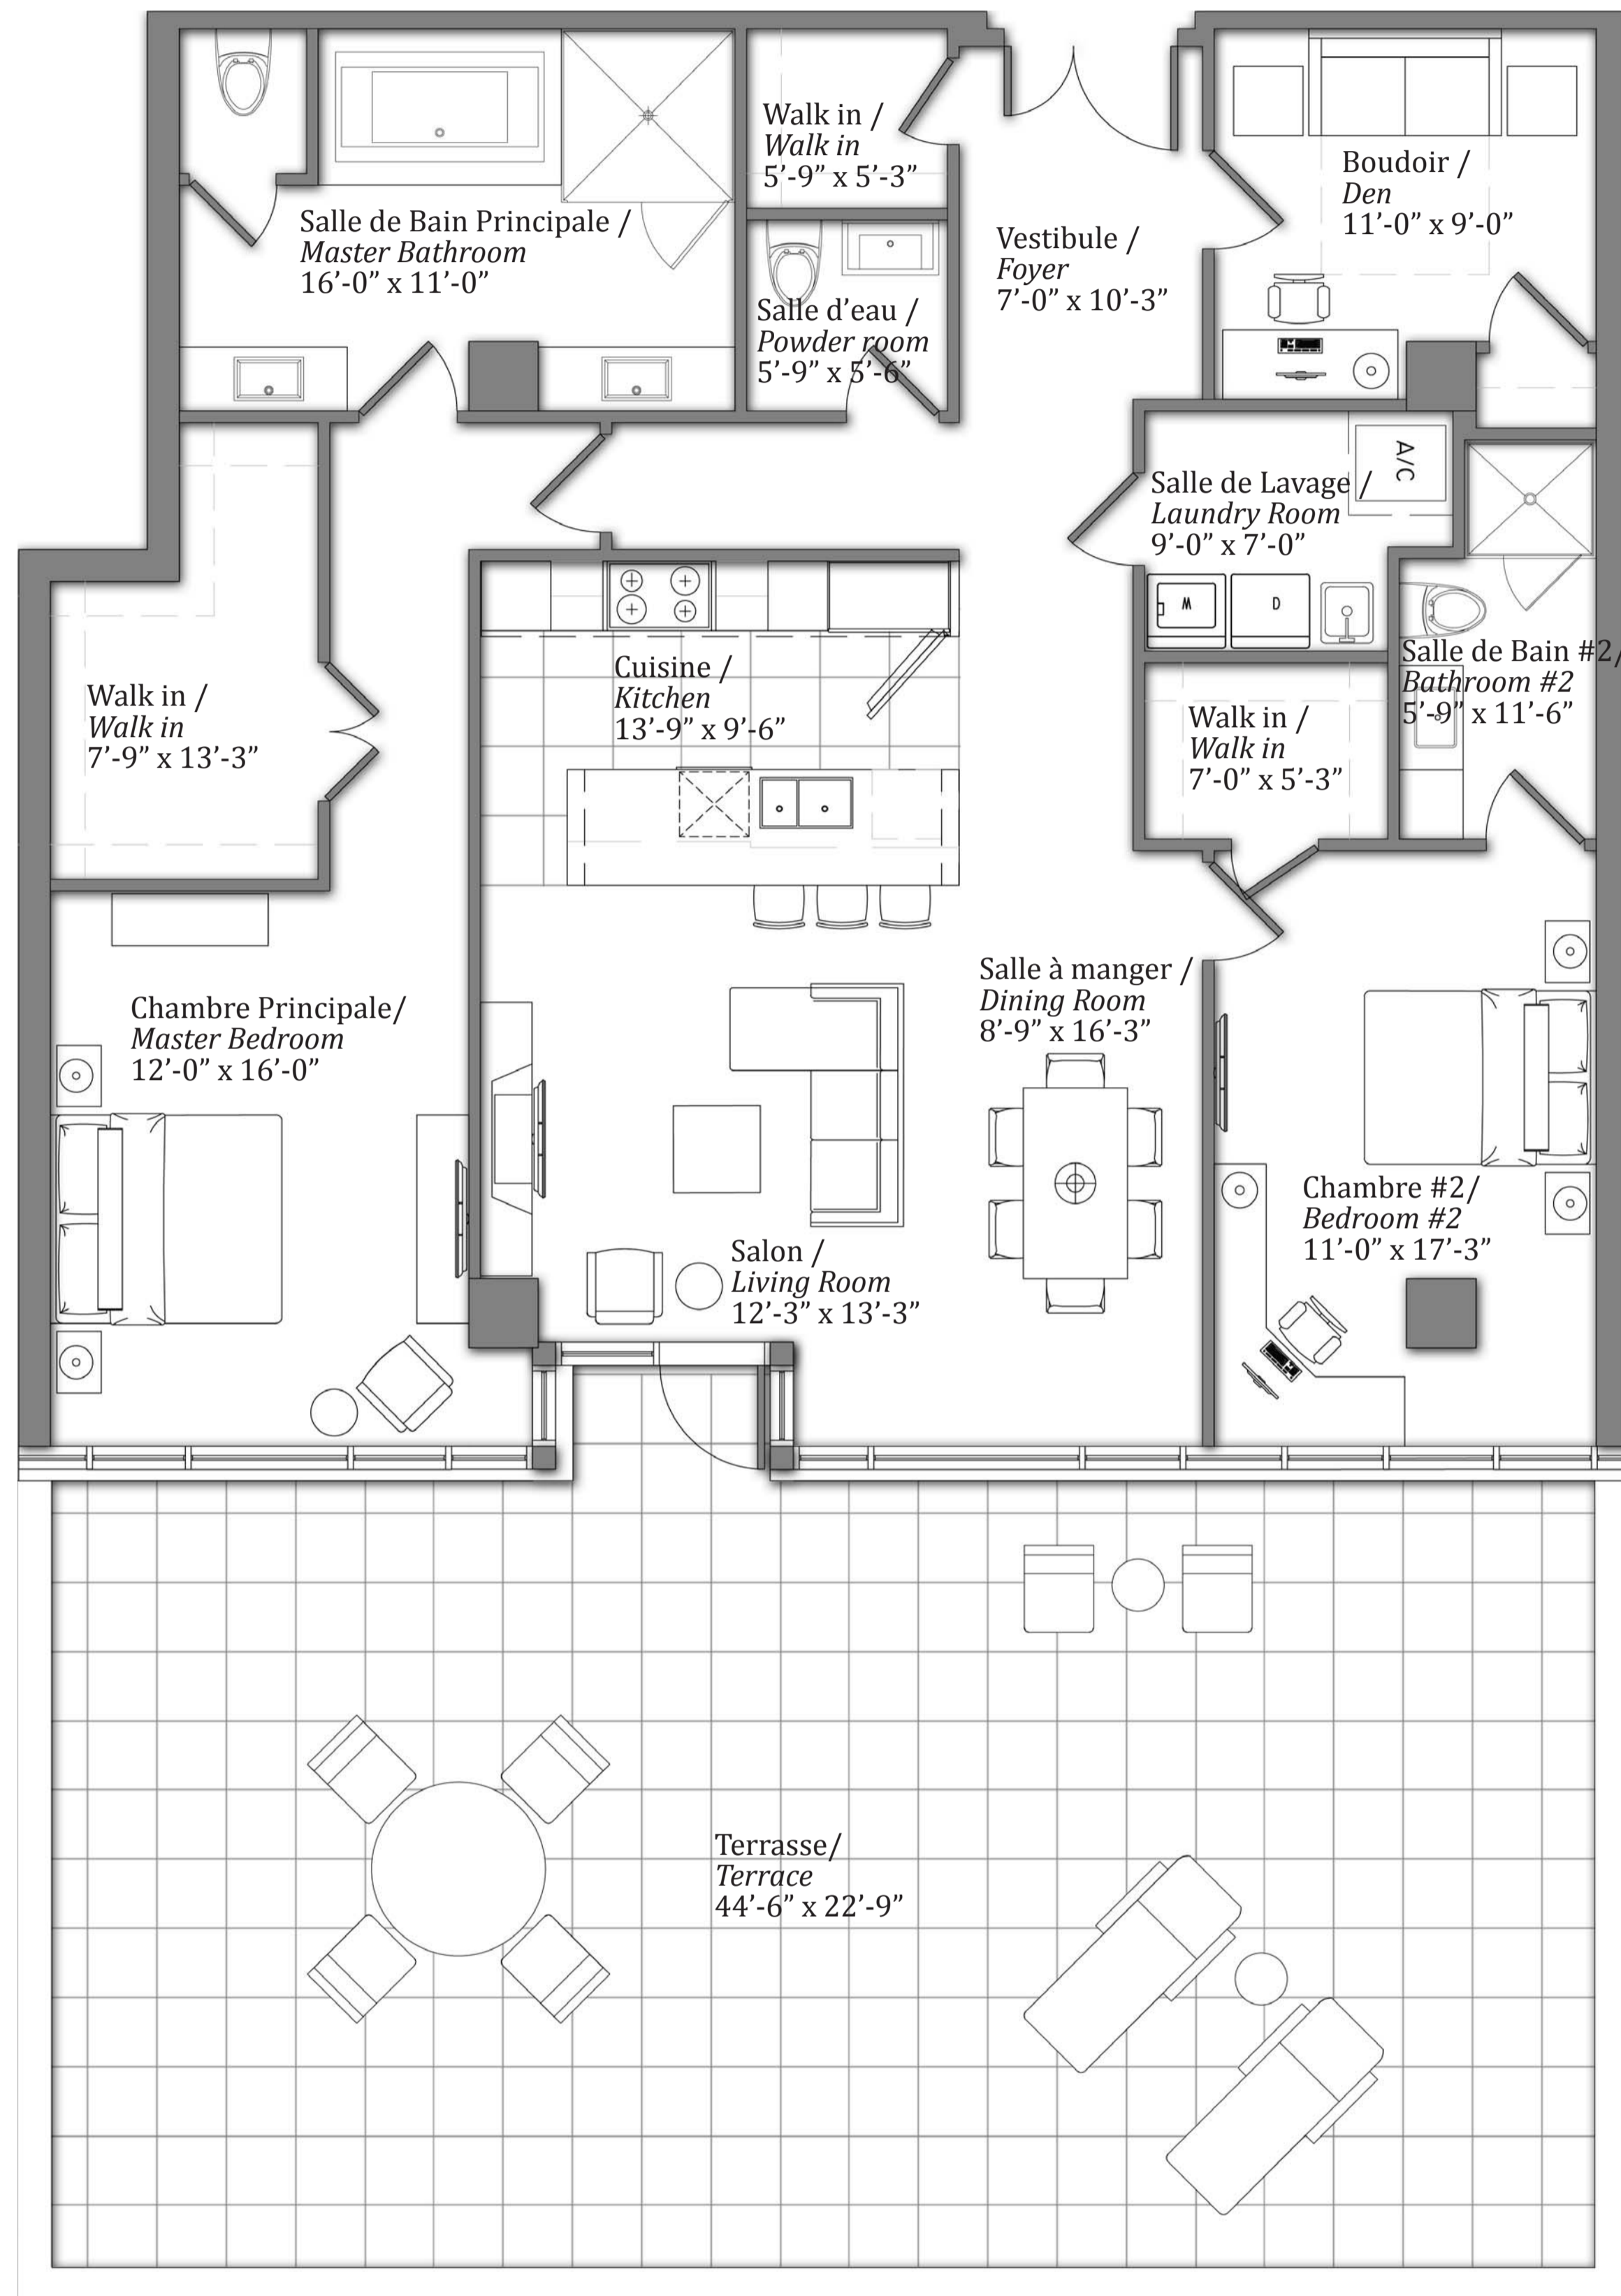 Walk in /
Walk in
5’-9” x 5’-3”
Boudoir /
Den
11’-0” x 9’-0”
Salle de Bain Principale /
Master Bathroom
16’-0” x 11’-0”
Vestibule /
Foyer
7’-0” x 10’-3”
Salle d’eau /
Powder room
5’-9” x 5’-6”
A/C
Salle de Lavage /
Laundry Room
9’-0” x 7’-0”
M
D
Salle de Bain #2/
Bathroom #2
5’-9” x 11’-6”
Cuisine /
Kitchen
13’-9” x 9’-6”
Walk in /
Walk in
7’-9” x 13’-3”
Walk in /
Walk in
7’-0” x 5’-3”
Salle à manger /
Dining Room
8’-9” x 16’-3”
Chambre Principale/
Master Bedroom
12’-0” x 16’-0”
Chambre #2/
Bedroom #2
11’-0” x 17’-3”
Salon /
Living Room
12’-3” x 13’-3”
Terrasse/
Terrace
44’-6” x 22’-9”